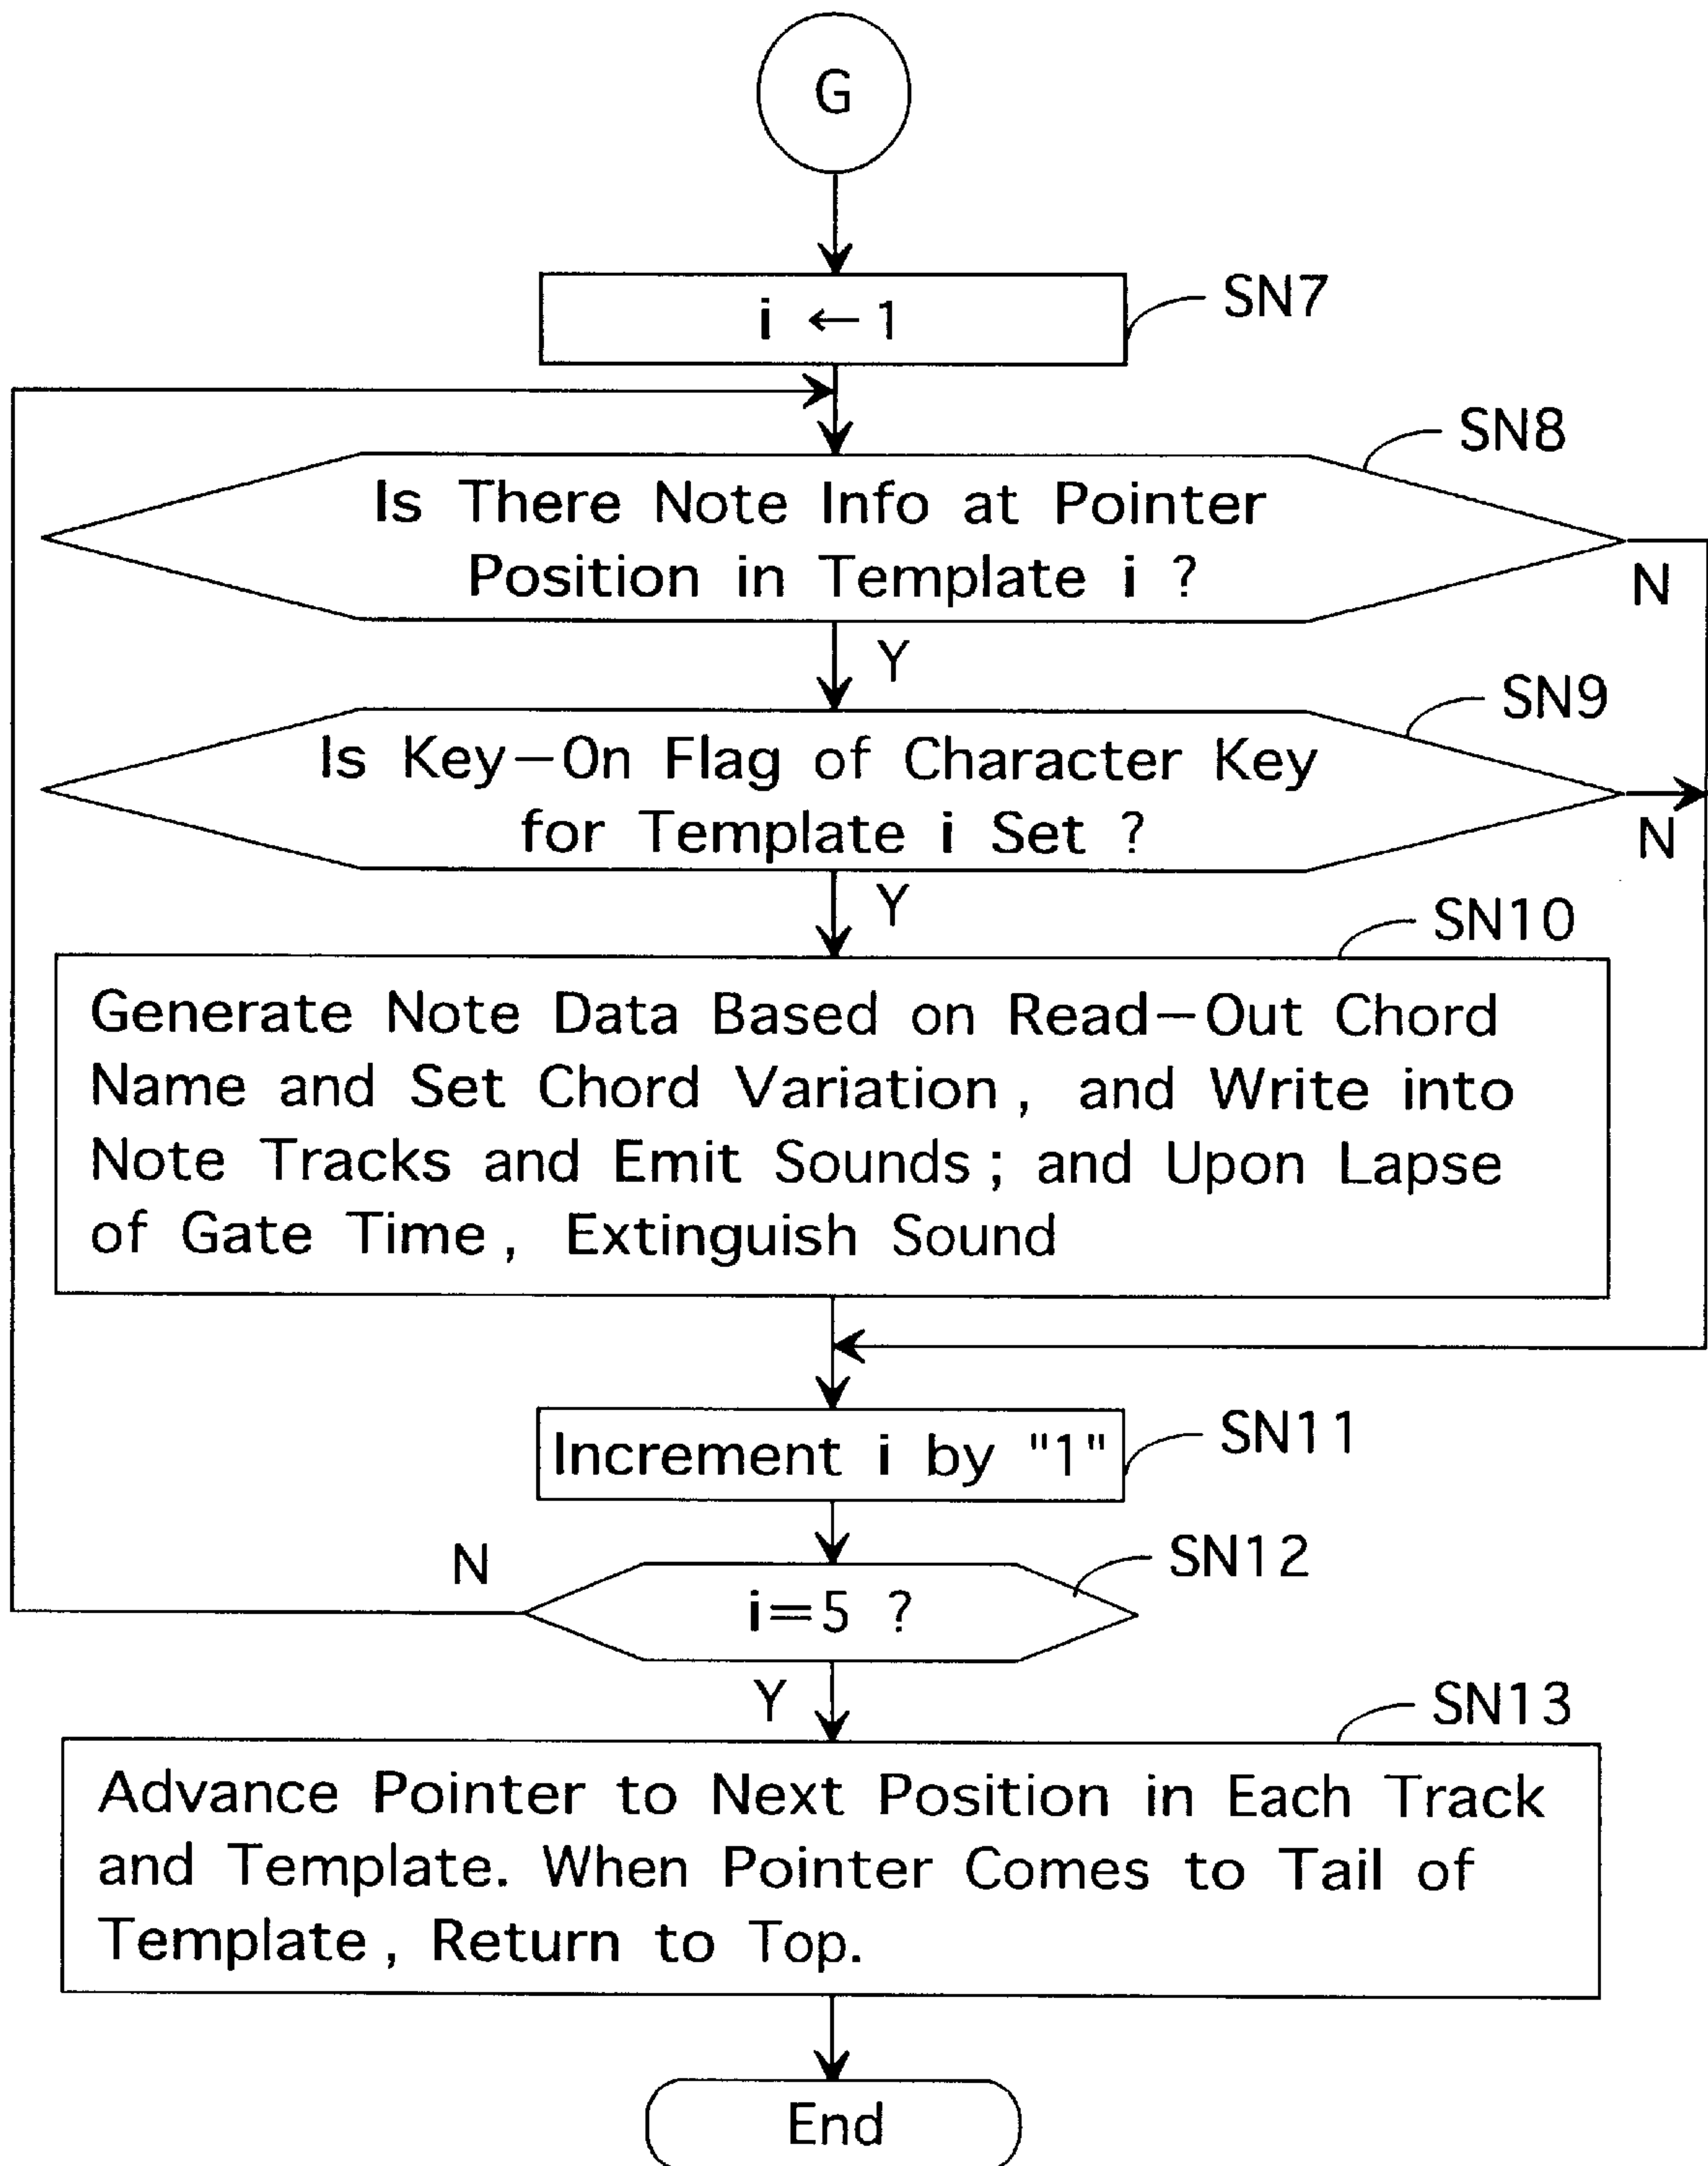 G
i ← 1
SN7
SN8
Is There Note Info at Pointer
Position in Template i ?
N
Y
SN9
Is Key-On Flag of Character Key
for Template i Set ?
N
Y
SN10
Generate Note Data Based on Read-Out Chord
Name and Set Chord Variation, and Write into
Note Tracks and Emit Sounds; and Upon Lapse
of Gate Time, Extinguish Sound
Increment i by "1"
SN11
N
SN12
i=5 ?
Y
SN13
Advance Pointer to Next Position in Each Track
and Template. When Pointer Comes to Tail of
Template, Return to Top.
End